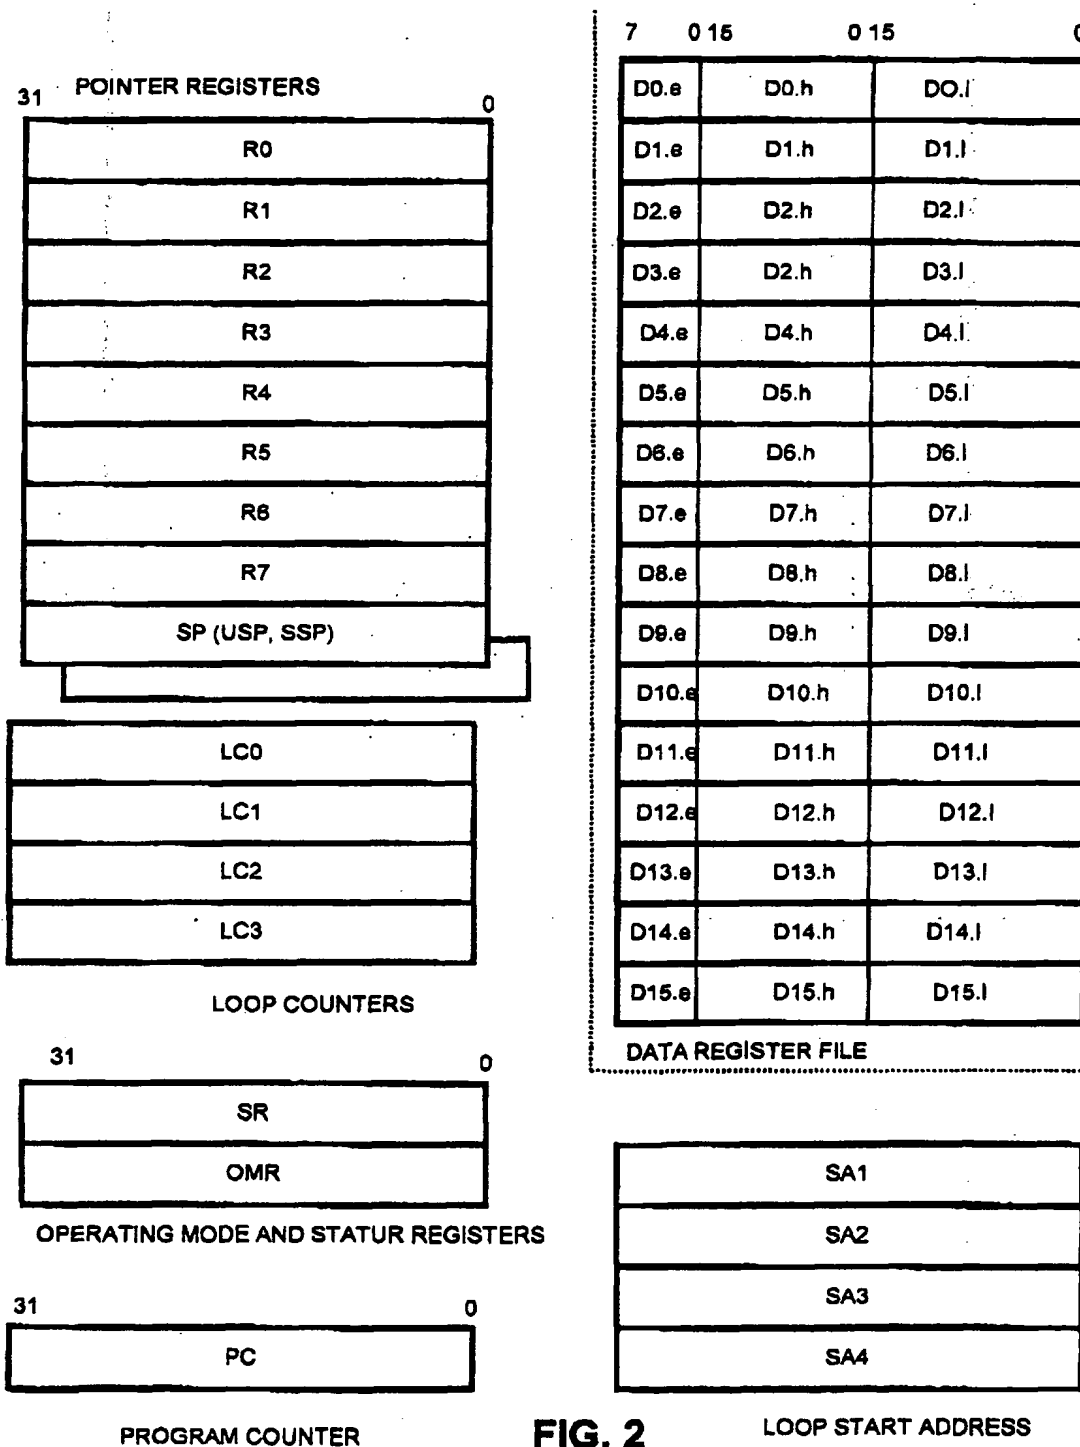 POINTER REGISTERS
31 0
R0
R1
R2
R3
R4
R5
R6
R7
SP (USP, SSP)
LC0
LC1
LC2
LC3
LOOP COUNTERS
31 0
SR
OMR
OPERATING MODE AND STATUR REGISTERS
31 0
PC
PROGRAM COUNTER
7 0 15 0 15 0
D0.e D0.h DO.l
D1.e D1.h D1.l
D2.e D2.h D2.l
D3.e D2.h D3.l
D4.e D4.h D4.l
D5.e D5.h D5.l
D6.e D6.h D6.l
D7.e D7.h D7.l
D8.e D8.h D8.l
D9.e D9.h D9.l
D10.e D10.h D10.l
D11.e D11.h D11.l
D12.e D12.h D12.l
D13.e D13.h D13.l
D14.e D14.h D14.l
D15.e D15.h D15.l
DATA REGISTER FILE
SA1
SA2
SA3
SA4
LOOP START ADDRESS
FIG. 2